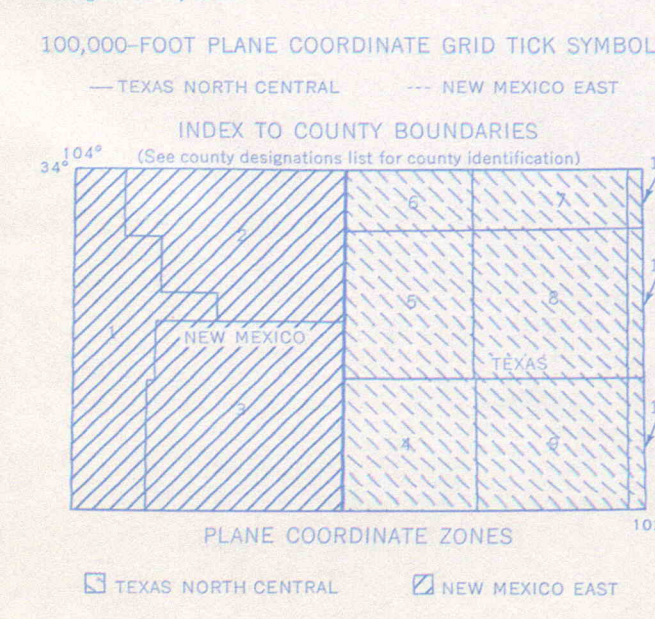 100,000–FOOT PLANE COORDINATE GRID TICK SYMBOL
— TEXAS NORTH CENTRAL --- NEW MEXICO EAST
INDEX TO COUNTY BOUNDARIES
104° (See county designations list for county identification)
34°
6 7
2
5 8
1
NEW MEXICO
TEXAS
3
4 9
PLANE COORDINATE ZONES
TEXAS NORTH CENTRAL NEW MEXICO EAST